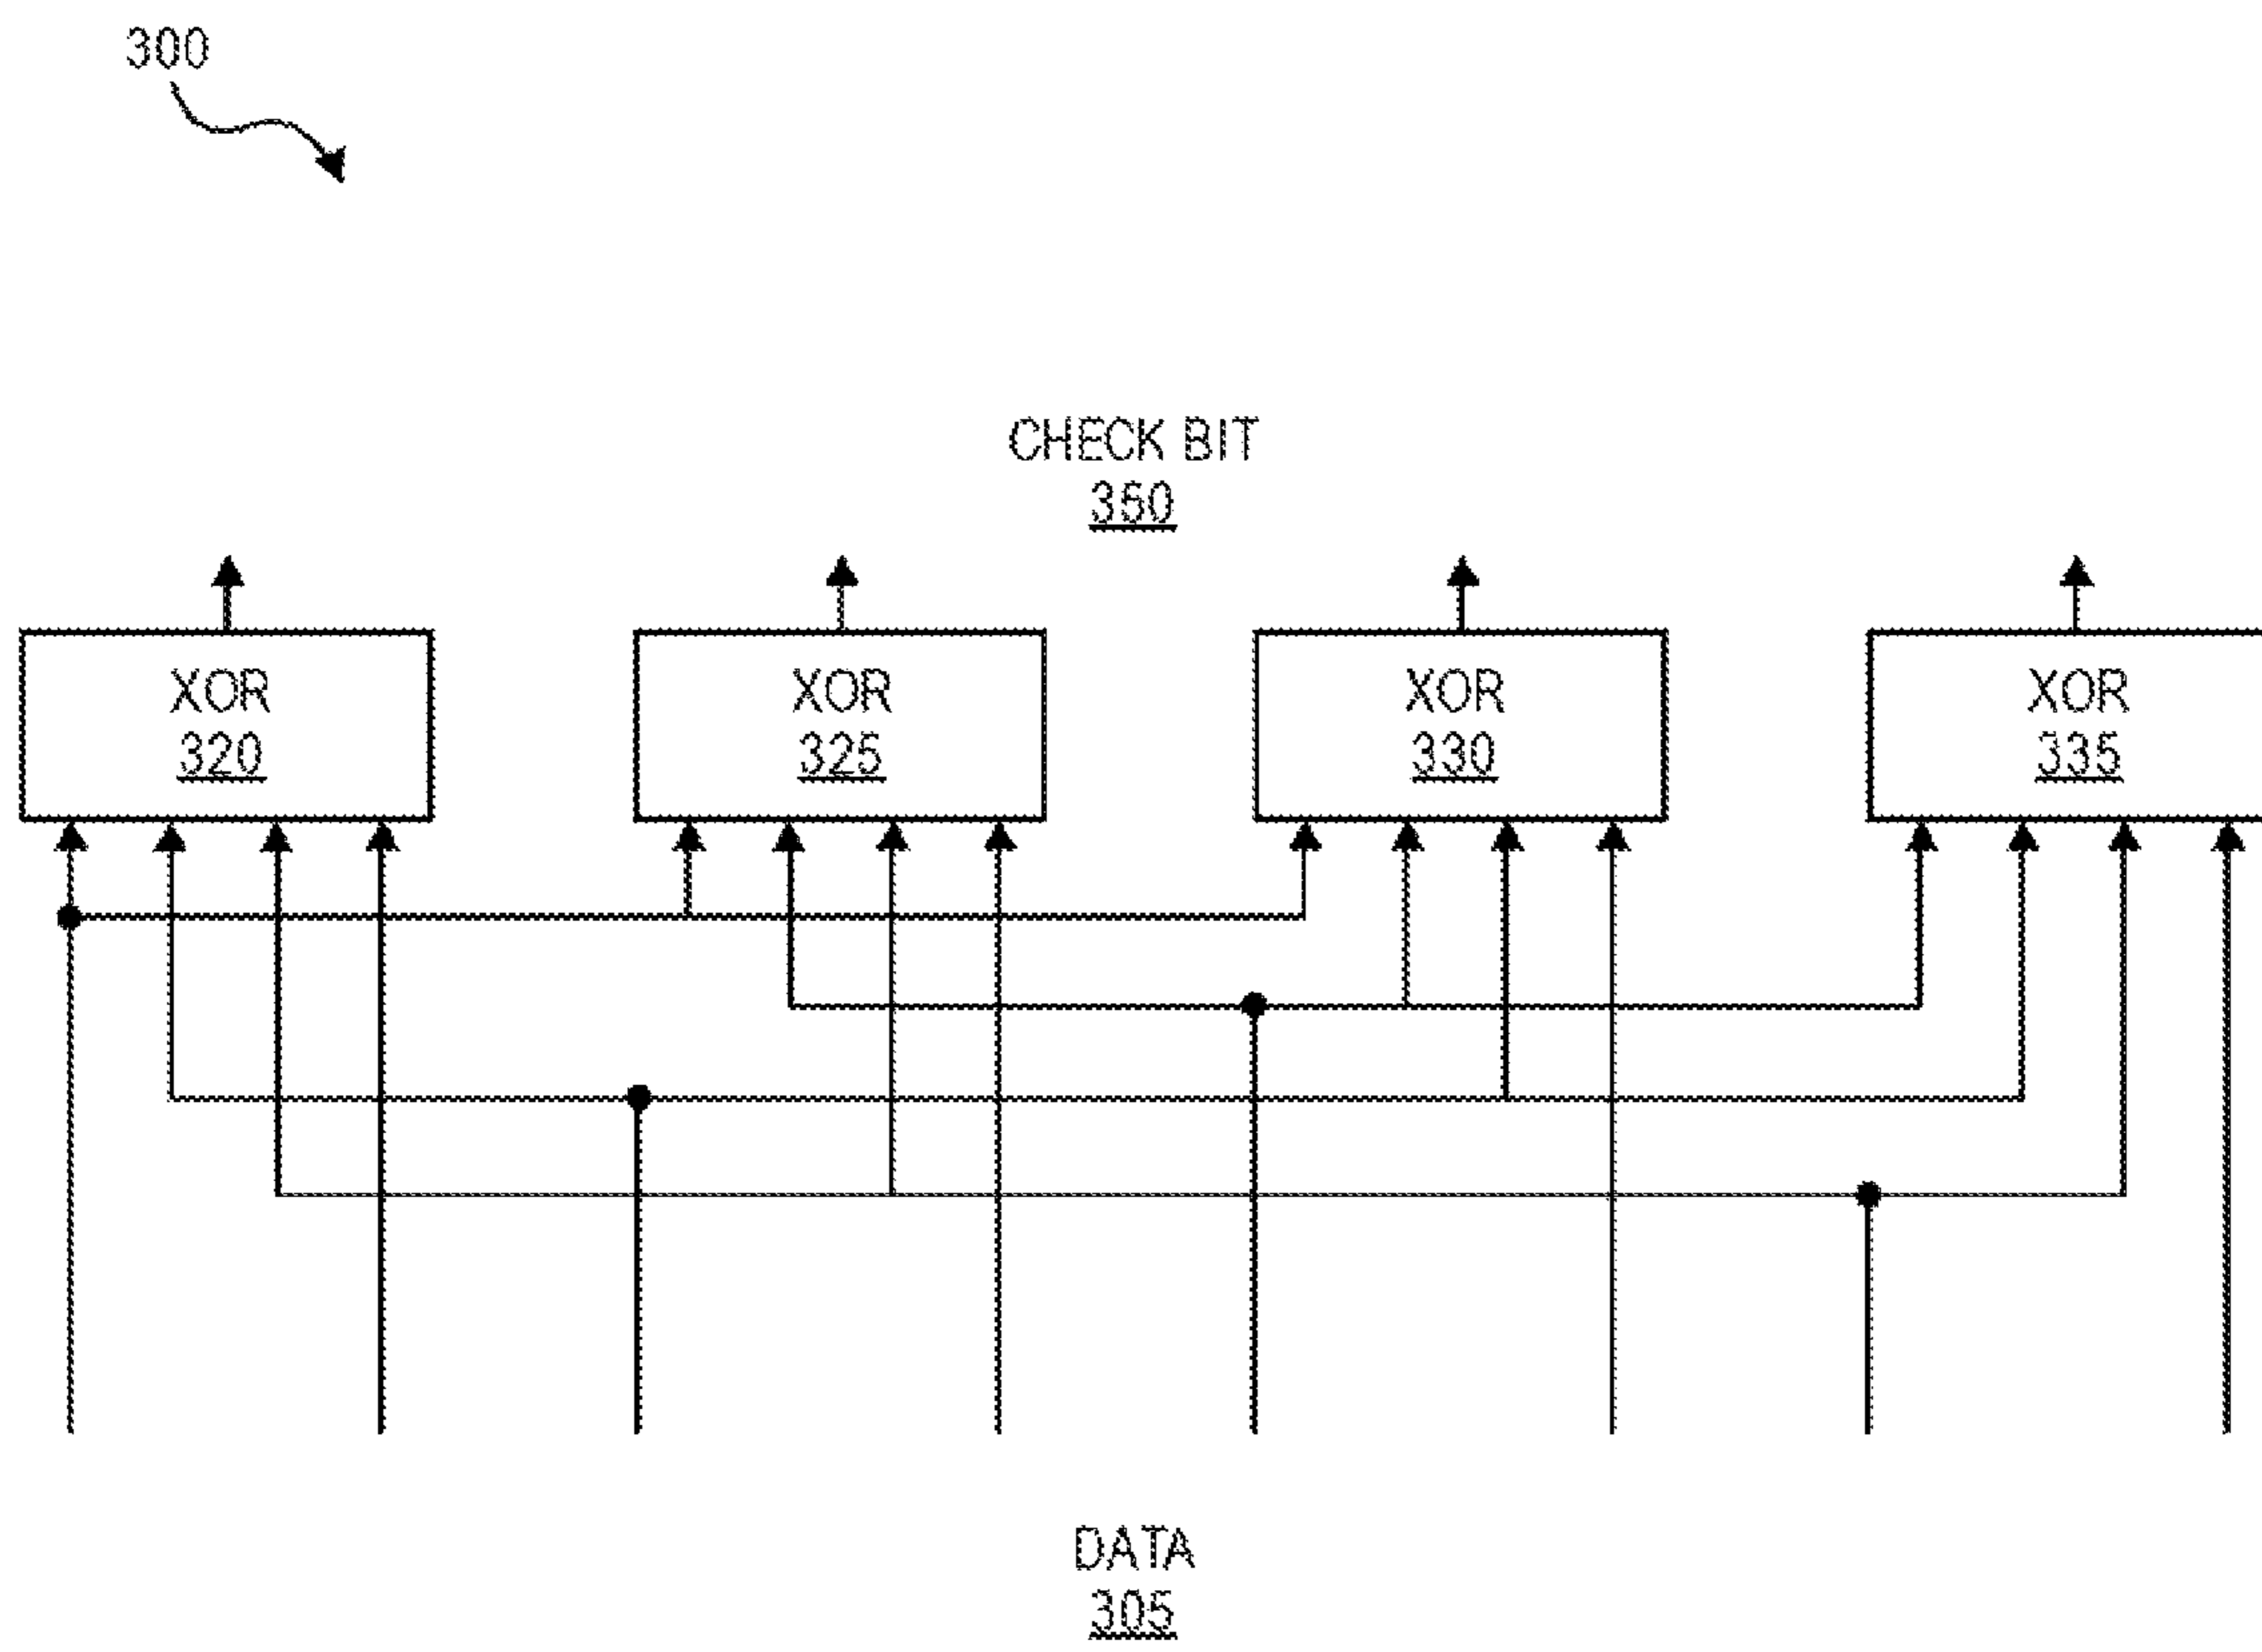 300
CHECK BIT
350
XOR XOR XOR XOR
320 325 330 335
DATA
305